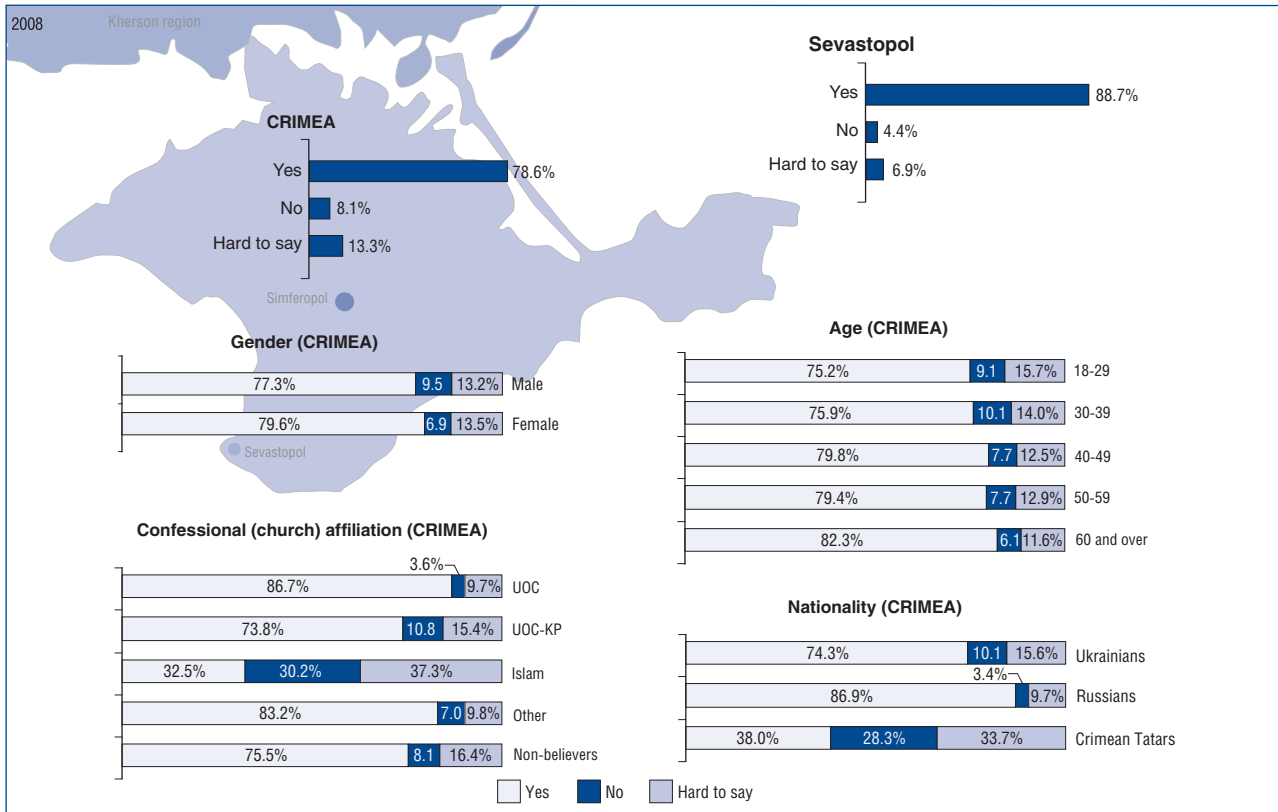 2008
Kherson region
Sevastopol
Yes 88.7%
No 4.4%
Hard to say 6.9%
CRIMEA
Yes 78.6%
No 8.1%
Hard to say 13.3%
Simferopol
Gender (CRIMEA)
77.3% 9.5 13.2% Male
79.6% 6.9 13.5% Female
Sevastopol
Age (CRIMEA)
75.2% 9.1 15.7% 18-29
75.9% 10.1 14.0% 30-39
79.8% 7.7 12.5% 40-49
79.4% 7.7 12.9% 50-59
82.3% 6.1 11.6% 60 and over
Confessional (church) affiliation (CRIMEA)
3.6%
86.7% 9.7% UOC
73.8% 10.8 15.4% UOC-KP
32.5% 30.2% 37.3% Islam
83.2% 7.0 9.8% Other
75.5% 8.1 16.4% Non-believers
Nationality (CRIMEA)
74.3% 10.1 15.6% Ukrainians
3.4%
86.9% 9.7% Russians
38.0% 28.3% 33.7% Crimean Tatars
Yes No Hard to say